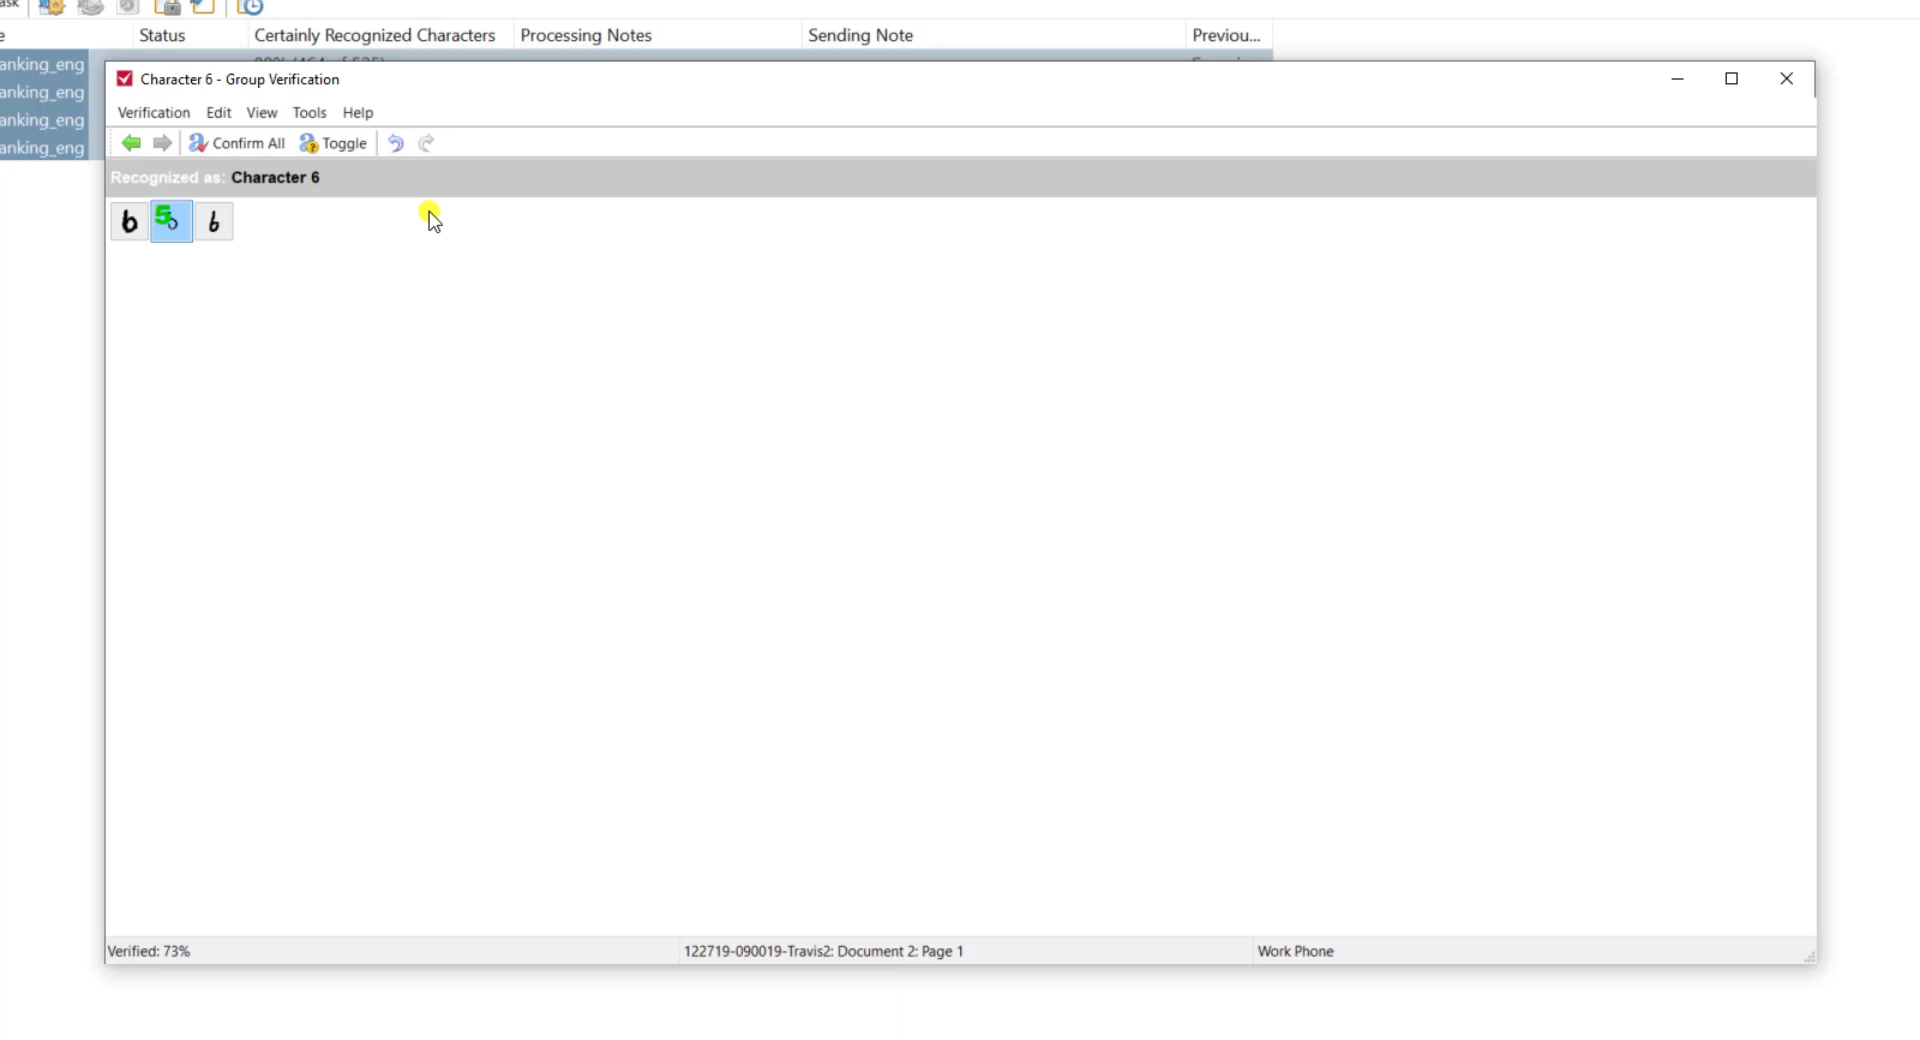 ask
e Status Certainly Recognized Characters Processing Notes Sending Note Previou...
anking_eng
anking_eng
anking_eng
anking_eng
Character 6 - Group Verification
Verification Edit View Tools Help
Confirm All Toggle
Recognized as: Character 6
6 5 6
Verified: 73% 122719-090019-Travis2: Document 2: Page 1 Work Phone